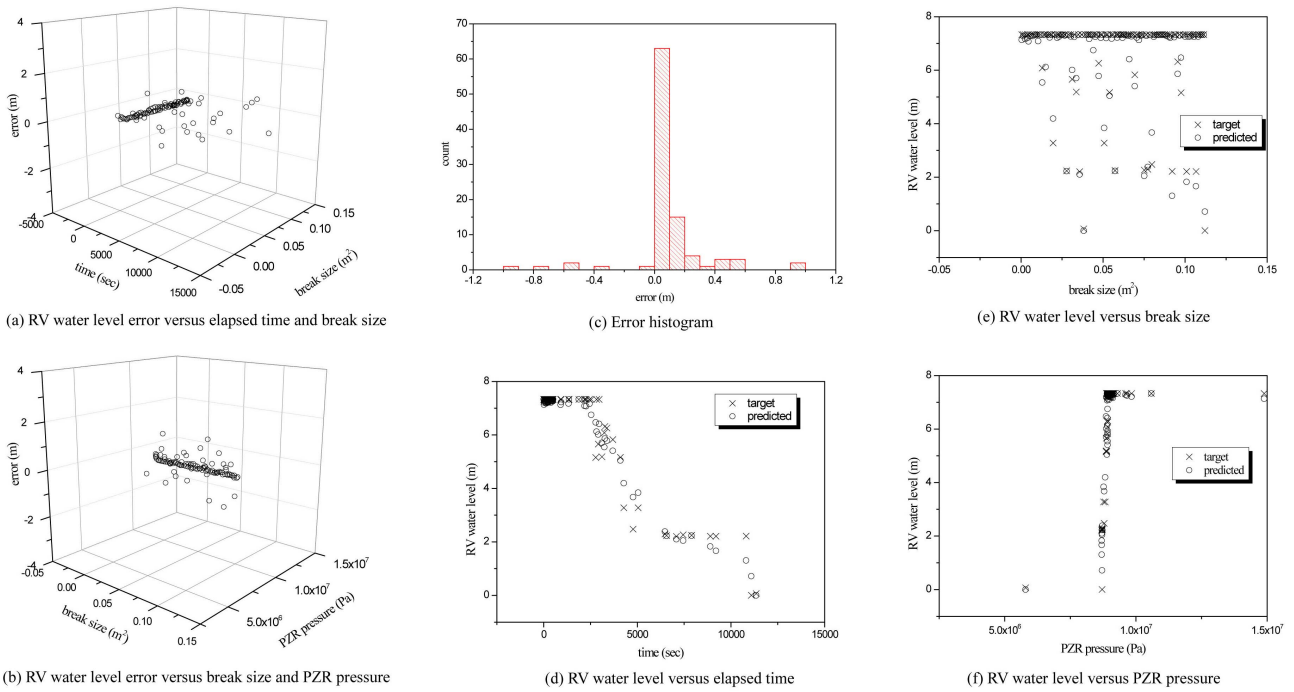 4
2
0
-2
-4
error (m)
-5000
0
5000
10000
15000
time (sec)
-0.05
0.00
0.05
0.10
0.15
break size (m²)
(a) RV water level error versus elapsed time and break size
70
60
50
40
30
20
10
0
count
-1.2
-0.8
-0.4
0.0
0.4
0.8
1.2
error (m)
(c) Error histogram
8
6
4
2
0
RV water level (m)
target
predicted
-0.05
0.00
0.05
0.10
0.15
break size (m²)
(e) RV water level versus break size
4
2
0
-2
-4
error (m)
-0.05
0.00
0.05
0.10
0.15
break size (m²)
5.0x10⁶
1.0x10⁷
1.5x10⁷
PZR pressure (Pa)
(b) RV water level error versus break size and PZR pressure
8
6
4
2
0
RV water level (m)
target
predicted
0
5000
10000
15000
time (sec)
(d) RV water level versus elapsed time
8
6
4
2
0
RV water level (m)
target
predicted
5.0x10⁶
1.0x10⁷
1.5x10⁷
PZR pressure (Pa)
(f) RV water level versus PZR pressure